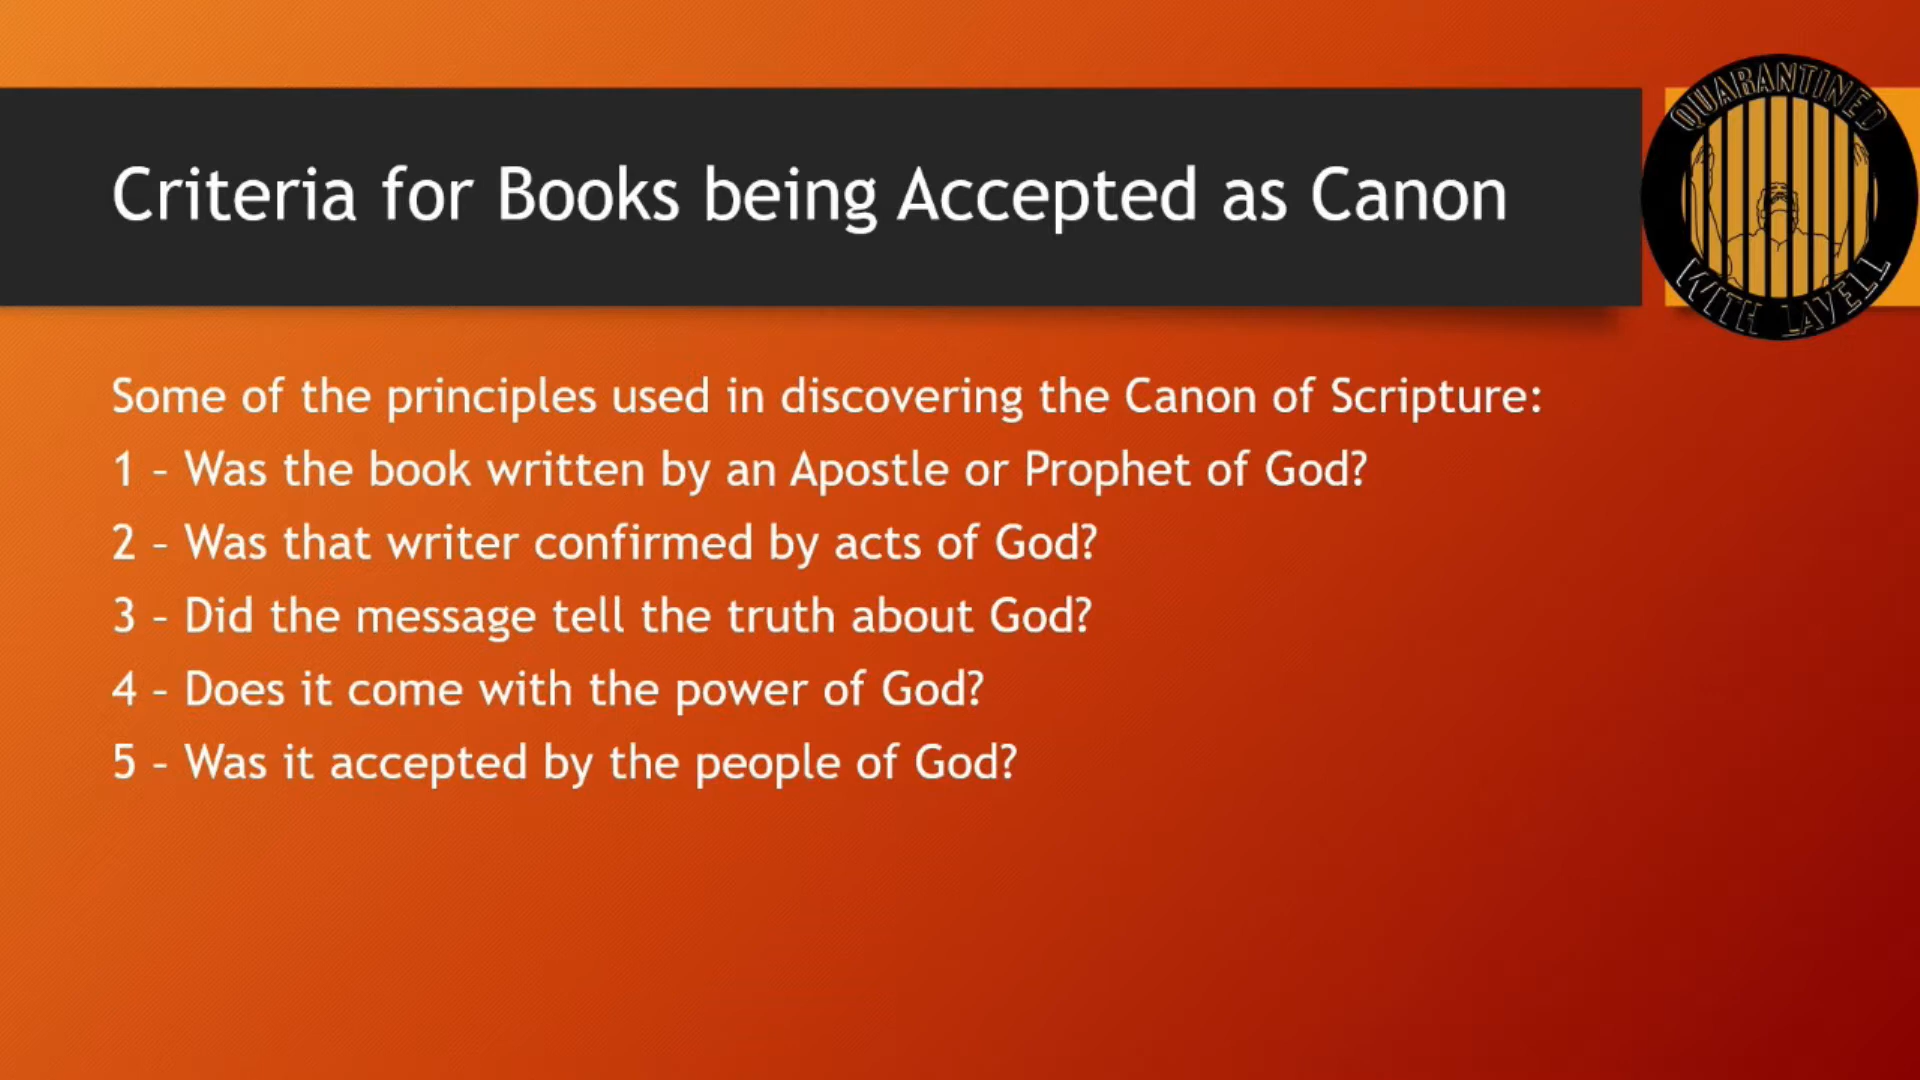 Criteria for Books being Accepted as Canon
QUARANTINED
WITH LAVELL
Some of the principles used in discovering the Canon of Scripture:
1 – Was the book written by an Apostle or Prophet of God?
2 – Was that writer confirmed by acts of God?
3 – Did the message tell the truth about God?
4 – Does it come with the power of God?
5 – Was it accepted by the people of God?